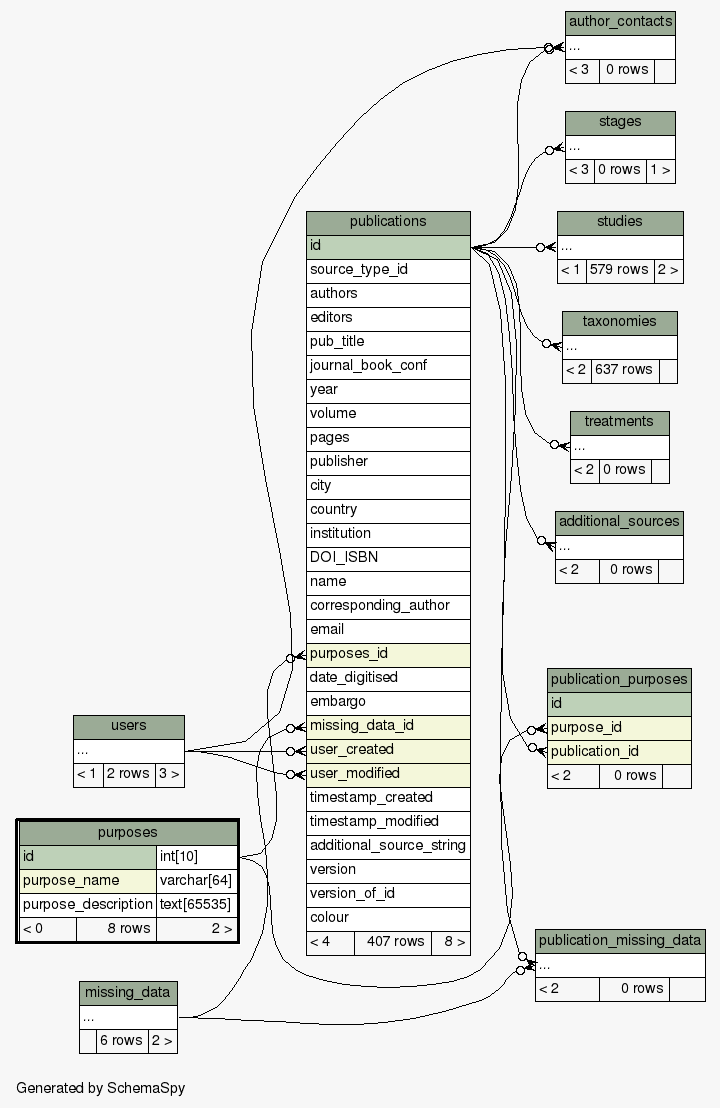 author_contacts
...
< 3 0 rows
stages
...
< 3 0 rows 1 >
publications
id
source_type_id
authors
editors
pub_title
journal_book_conf
year
volume
pages
publisher
city
country
institution
DOI_ISBN
name
corresponding_author
email
purposes_id
date_digitised
embargo
missing_data_id
user_created
user_modified
timestamp_created
timestamp_modified
additional_source_string
version
version_of_id
colour
< 4 407 rows 8 >
studies
...
< 1 579 rows 2 >
taxonomies
...
< 2 637 rows
treatments
...
< 2 0 rows
additional_sources
...
< 2 0 rows
publication_purposes
id
purpose_id
publication_id
< 2 0 rows
users
...
< 1 2 rows 3 >
purposes
id int[10]
purpose_name varchar[64]
purpose_description text[65535]
< 0 8 rows 2 >
publication_missing_data
...
< 2 0 rows
missing_data
...
6 rows 2 >
Generated by SchemaSpy